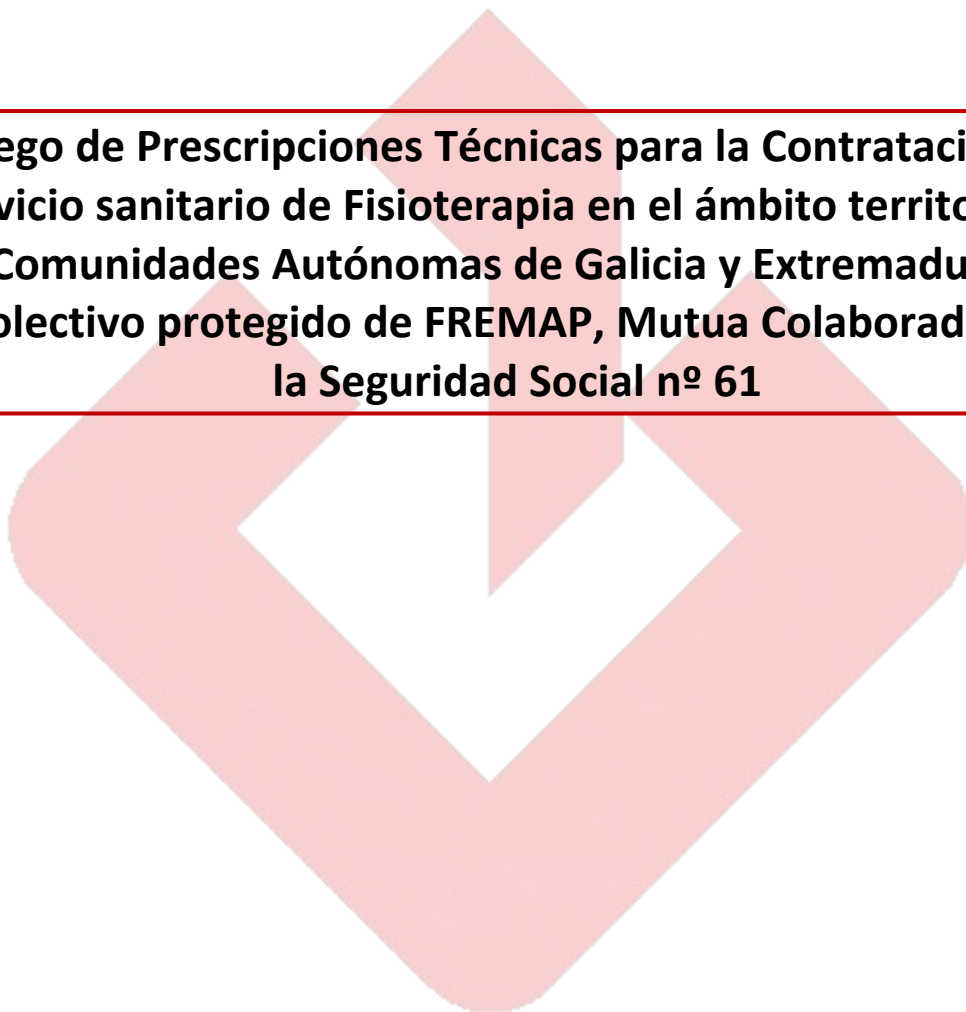 ego de Prescripciones Técnicas para la Contrataci
vicio sanitario de Fisioterapia en el ámbito territo
Comunidades Autónomas de Galicia y Extremadu
olectivo protegido de FREMAP, Mutua Colaborad
la Seguridad Social nº 61